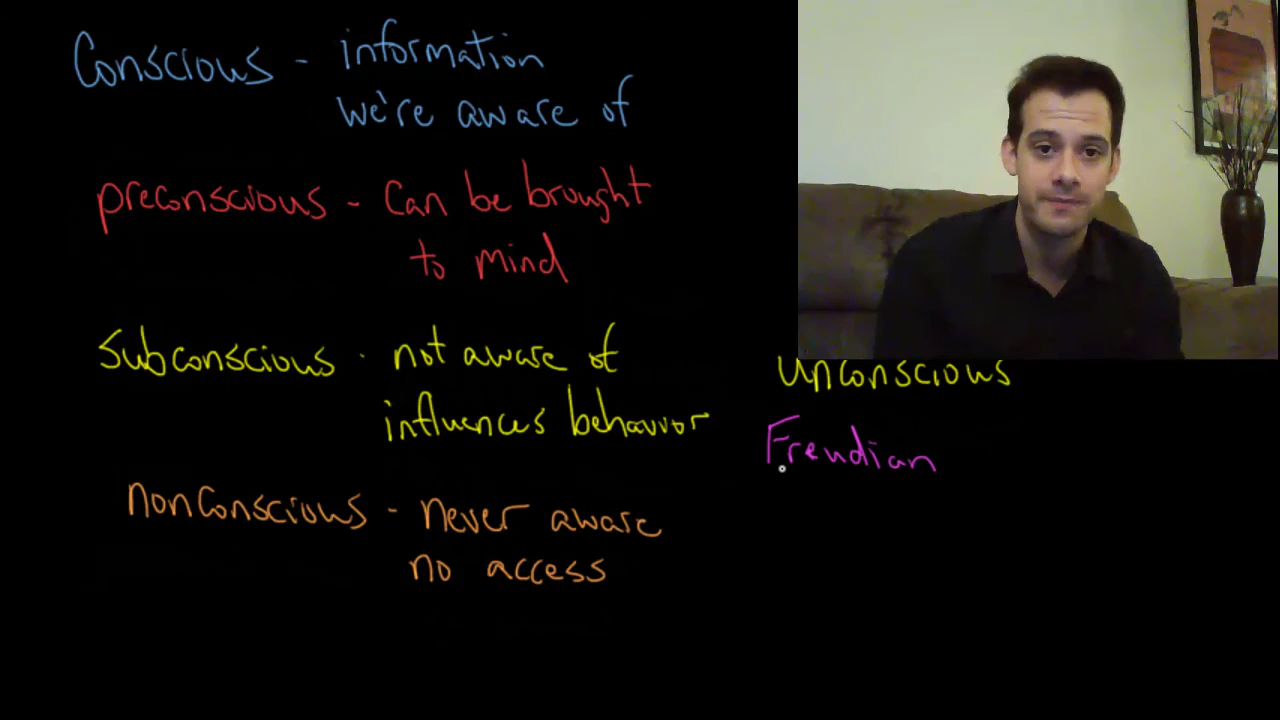 Conscious - information
we're aware of
preconscious - can be brought
to mind
subconscious - not aware of
influences behavior
unconscious
Freudian
nonconscious - never aware
no access